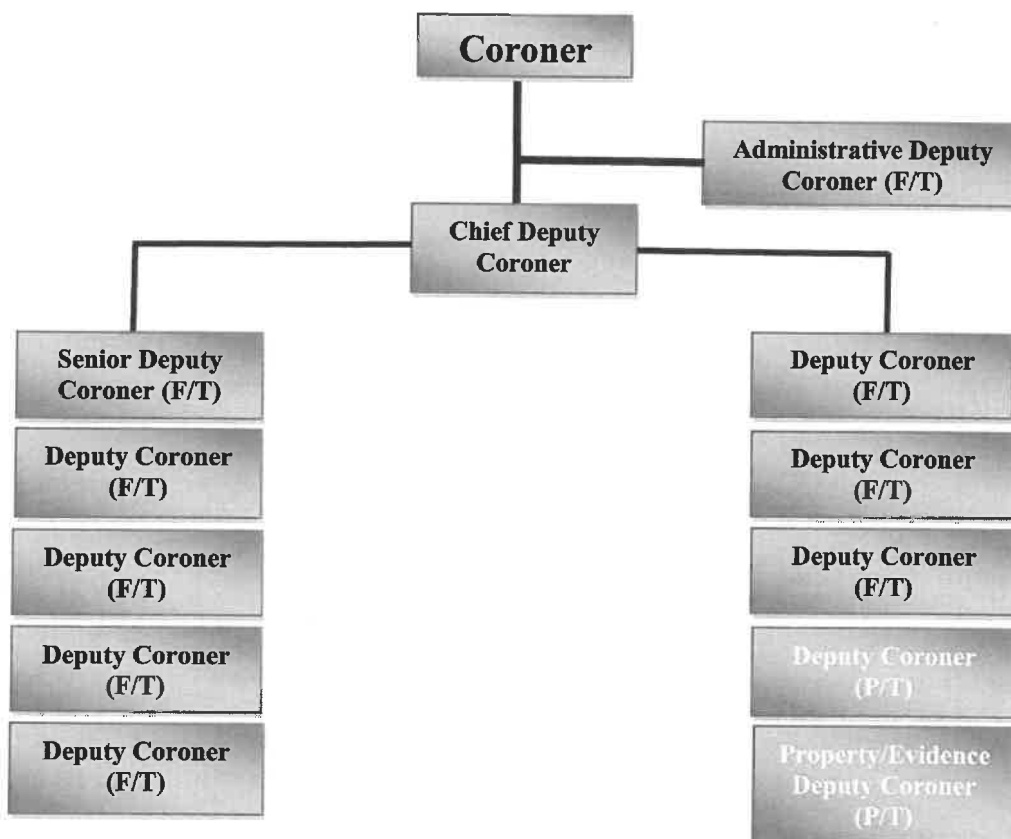 Coroner
Administrative Deputy
Coroner (F/T)
Chief Deputy
Coroner
Senior Deputy
Coroner (F/T)
Deputy Coroner
(F/T)
Deputy Coroner
(F/T)
Deputy Coroner
(F/T)
Deputy Coroner
(F/T)
Deputy Coroner
(F/T)
Deputy Coroner
(F/T)
Deputy Coroner
(F/T)
Deputy Coroner
(P/T)
Property/Evidence
Deputy Coroner
(P/T)